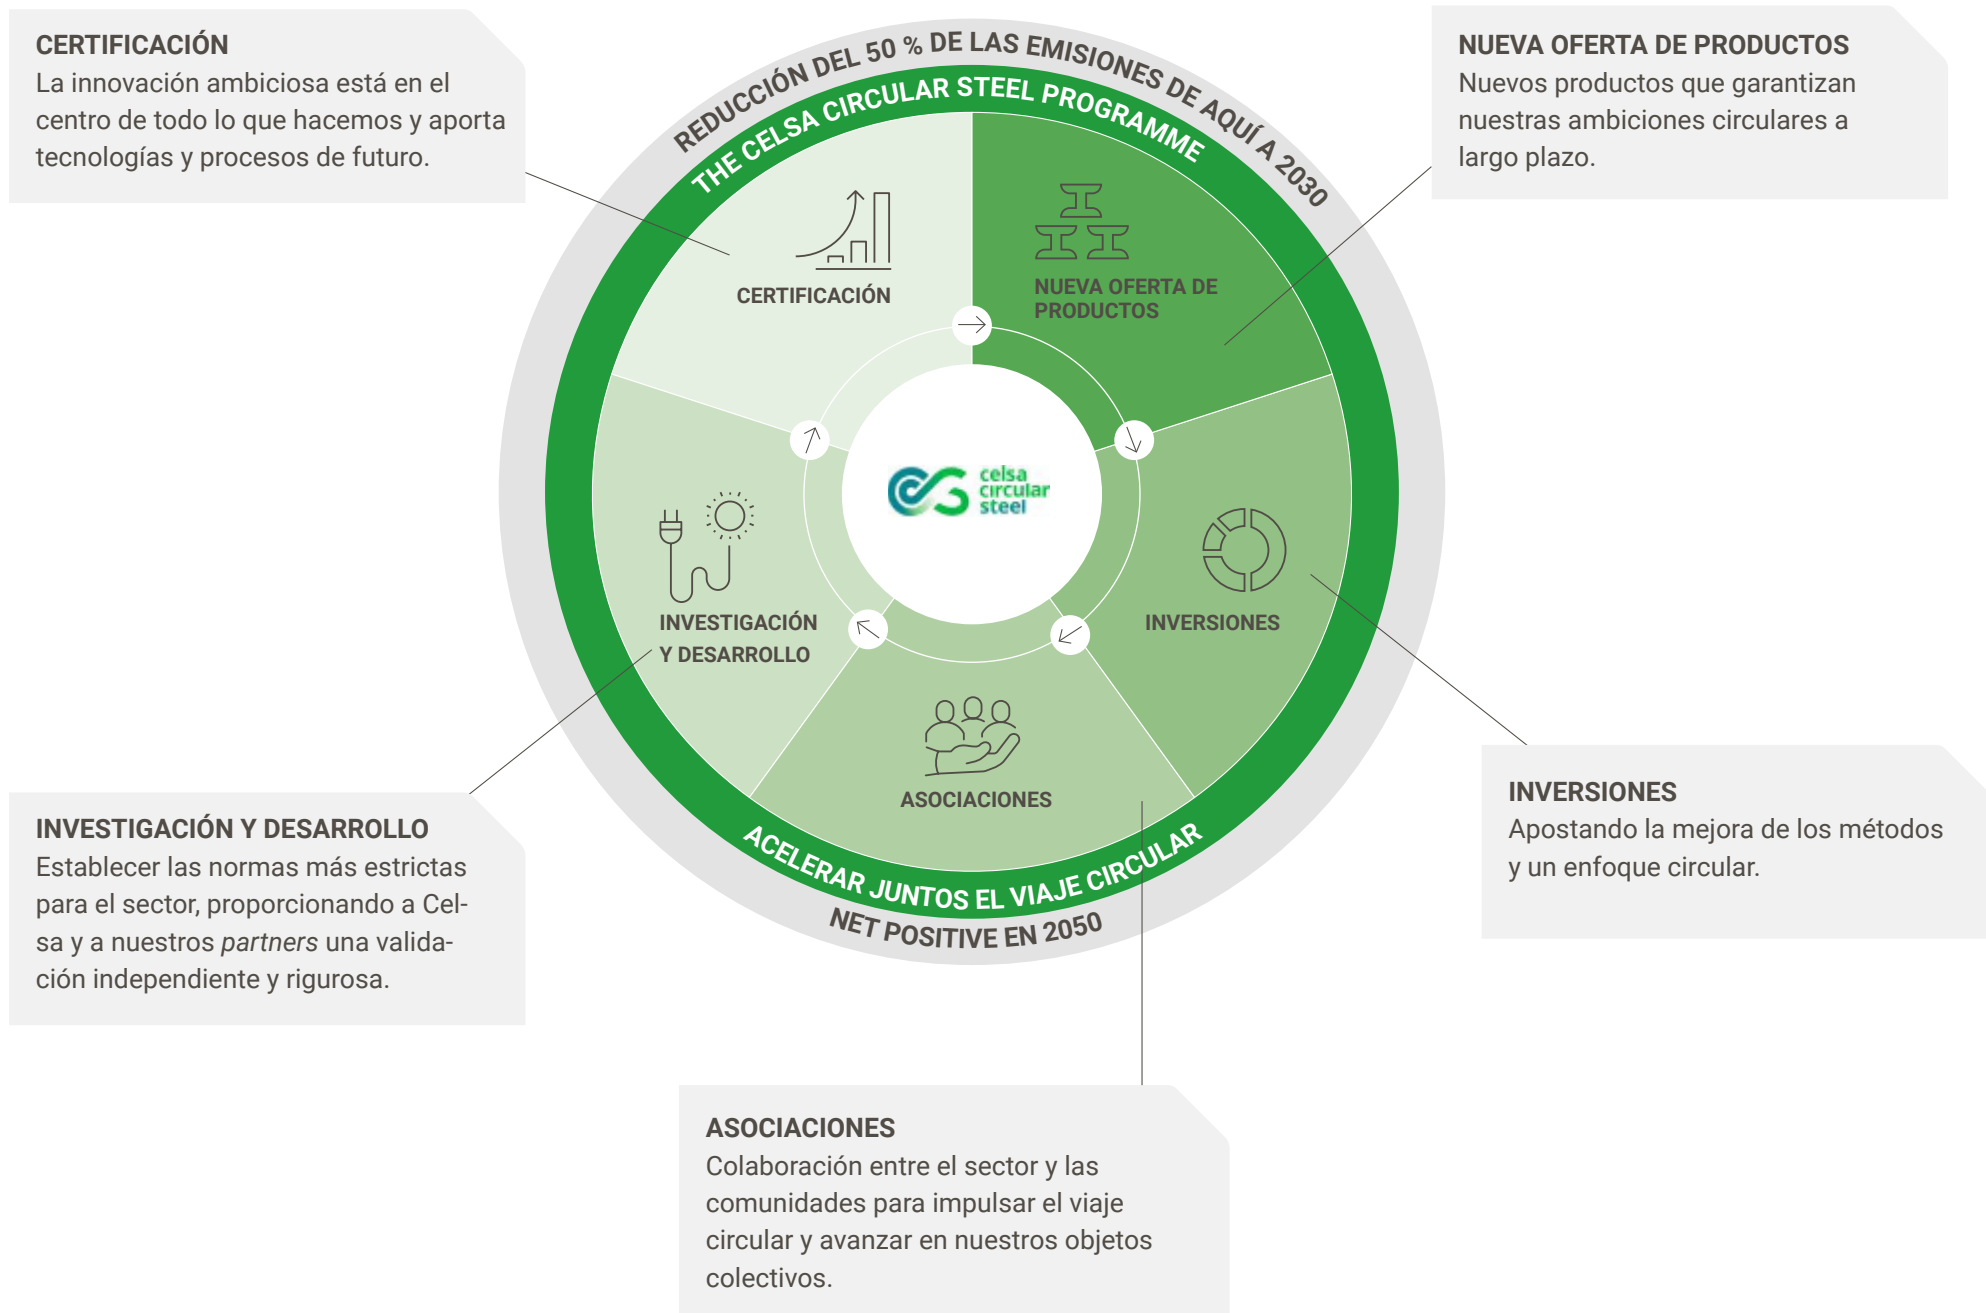 CERTIFICACIÓN
La innovación ambiciosa está en el
centro de todo lo que hacemos y aporta
tecnologías y procesos de futuro.
NUEVA OFERTA DE PRODUCTOS
Nuevos productos que garantizan
nuestras ambiciones circulares a
largo plazo.
REDUCCIÓN DEL 50 % DE LAS EMISIONES DE AQUÍ A 2030
THE CELSA CIRCULAR STEEL PROGRAMME
CERTIFICACIÓN
NUEVA OFERTA DE
PRODUCTOS
celsa
circular
steel
INVESTIGACIÓN
Y DESARROLLO
INVERSIONES
ASOCIACIONES
ACELERAR JUNTOS EL VIAJE CIRCULAR
NET POSITIVE EN 2050
INVESTIGACIÓN Y DESARROLLO
Establecer las normas más estrictas
para el sector, proporcionando a Cel-
sa y a nuestros partners una valida-
ción independiente y rigurosa.
INVERSIONES
Apostando la mejora de los métodos
y un enfoque circular.
ASOCIACIONES
Colaboración entre el sector y las
comunidades para impulsar el viaje
circular y avanzar en nuestros objetos
colectivos.